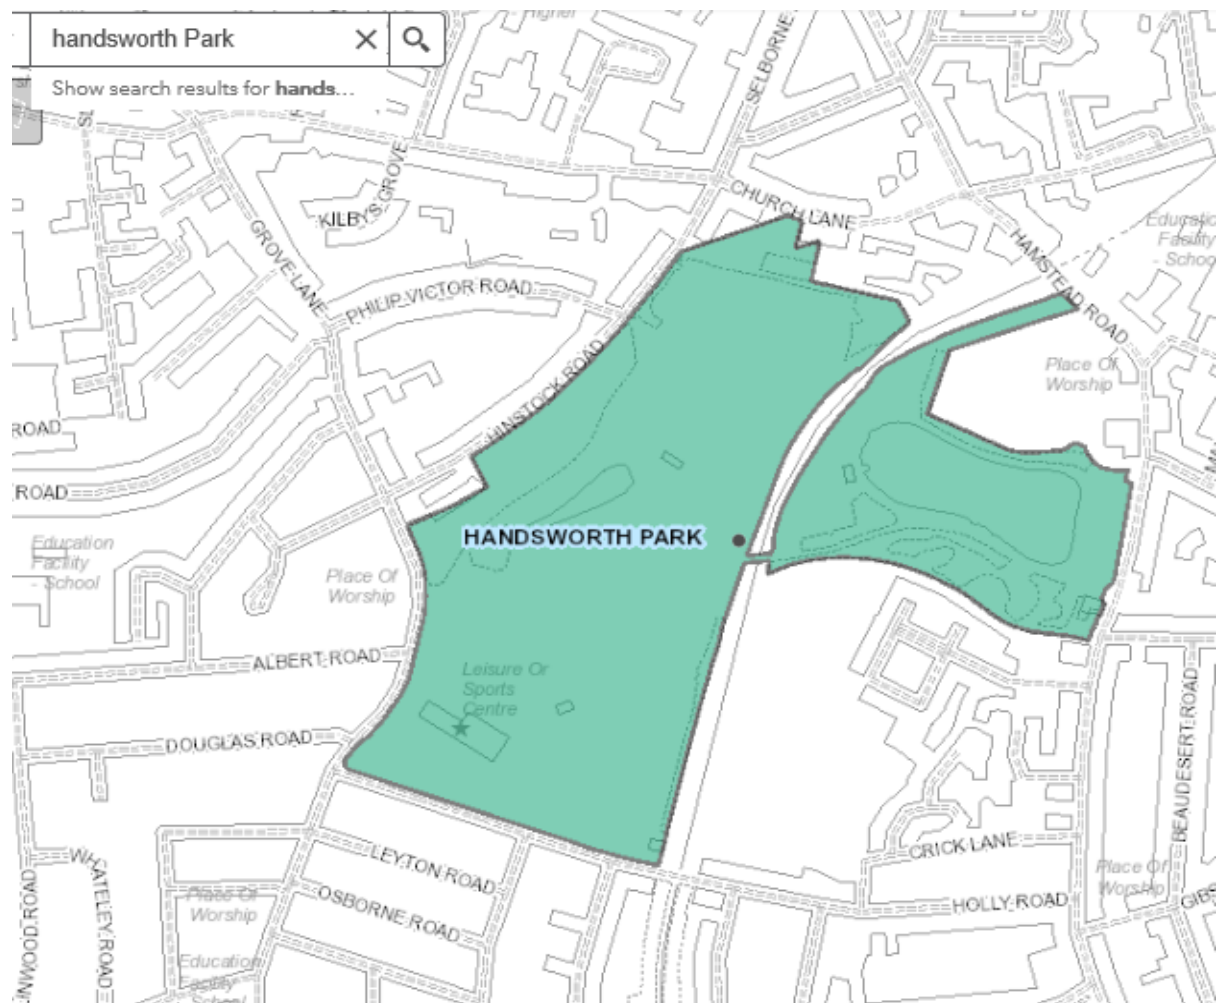 handsworth Park
Show search results for hands...
SELBORNE
CHURCH LANE
KILBYS GROVE
GROVE LANE
PHILIP VICTOR ROAD
HAMSTEAD ROAD
Education
Facility
- School
HINSTOCK ROAD
Place Of
Worship
ROAD
ROAD
HANDSWORTH PARK
Education
Facility
- School
Place Of
Worship
ALBERT ROAD
Leisure Or
Sports
Centre
DOUGLAS ROAD
BEAUDESERT ROAD
LEYTON ROAD
CRICK LANE
WHATELEY ROAD
Place Of
Worship
OSBORNE ROAD
Place Of
Worship
HOLLY ROAD
GIBS
INWOOD ROAD
Education
Facility
School